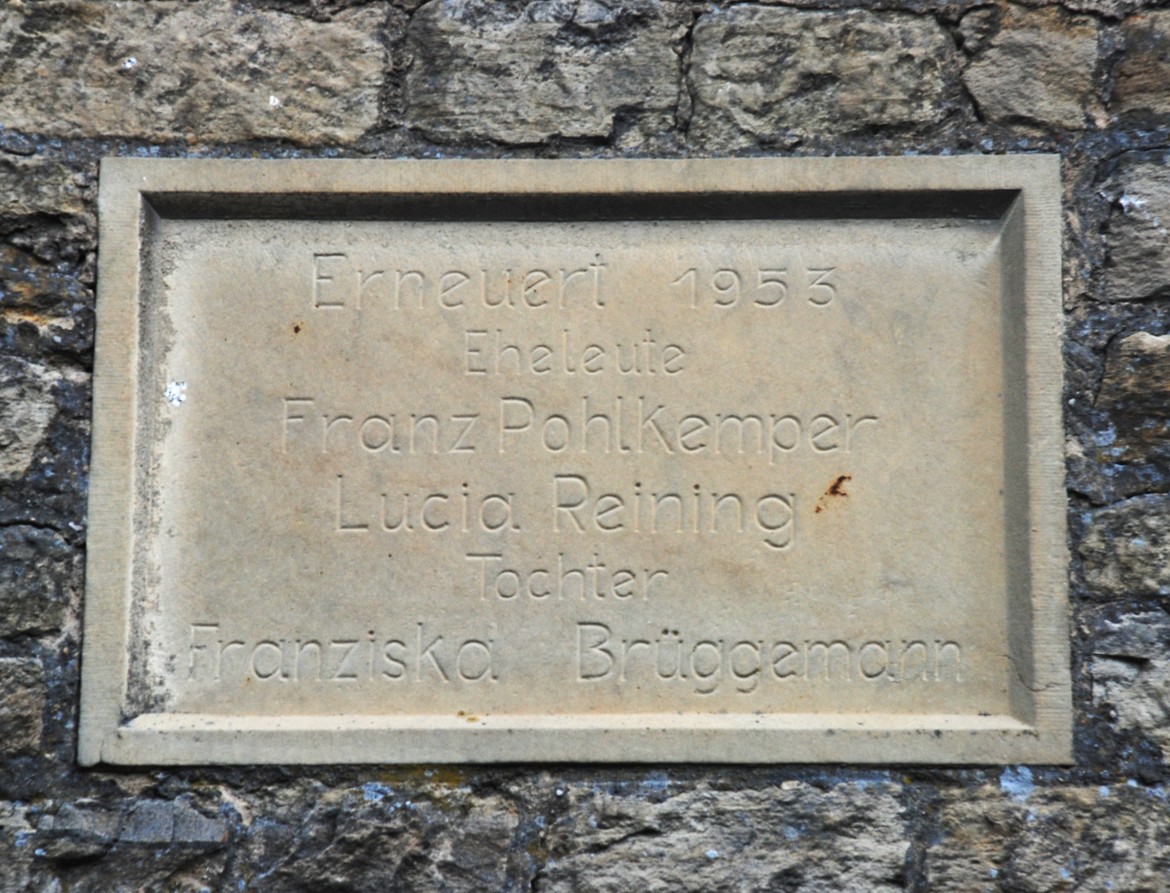 Erneuert 1953
Eheleute
Franz Pohlkemper
Lucia Reining
Tochter
Franziska Brüggemann